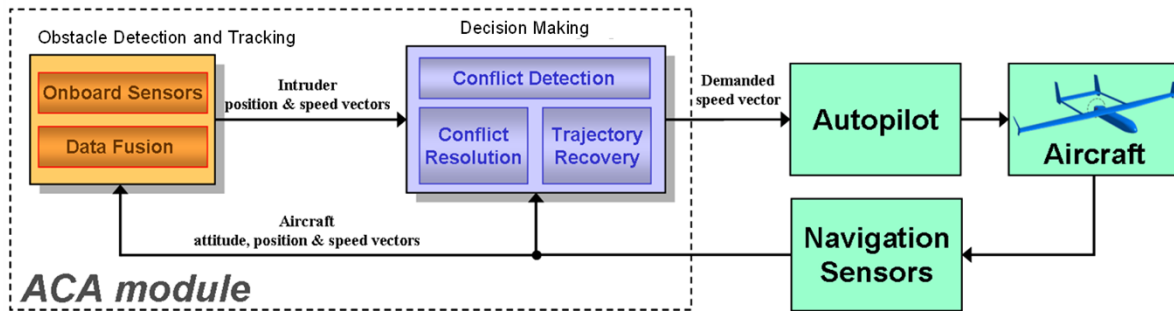 Obstacle Detection and Tracking
Onboard Sensors
Data Fusion
Intruder
position & speed vectors
Decision Making
Conflict Detection
Conflict
Resolution
Trajectory
Recovery
Demanded
speed vector
Autopilot
Aircraft
Aircraft
attitude, position & speed vectors
Navigation
Sensors
ACA module